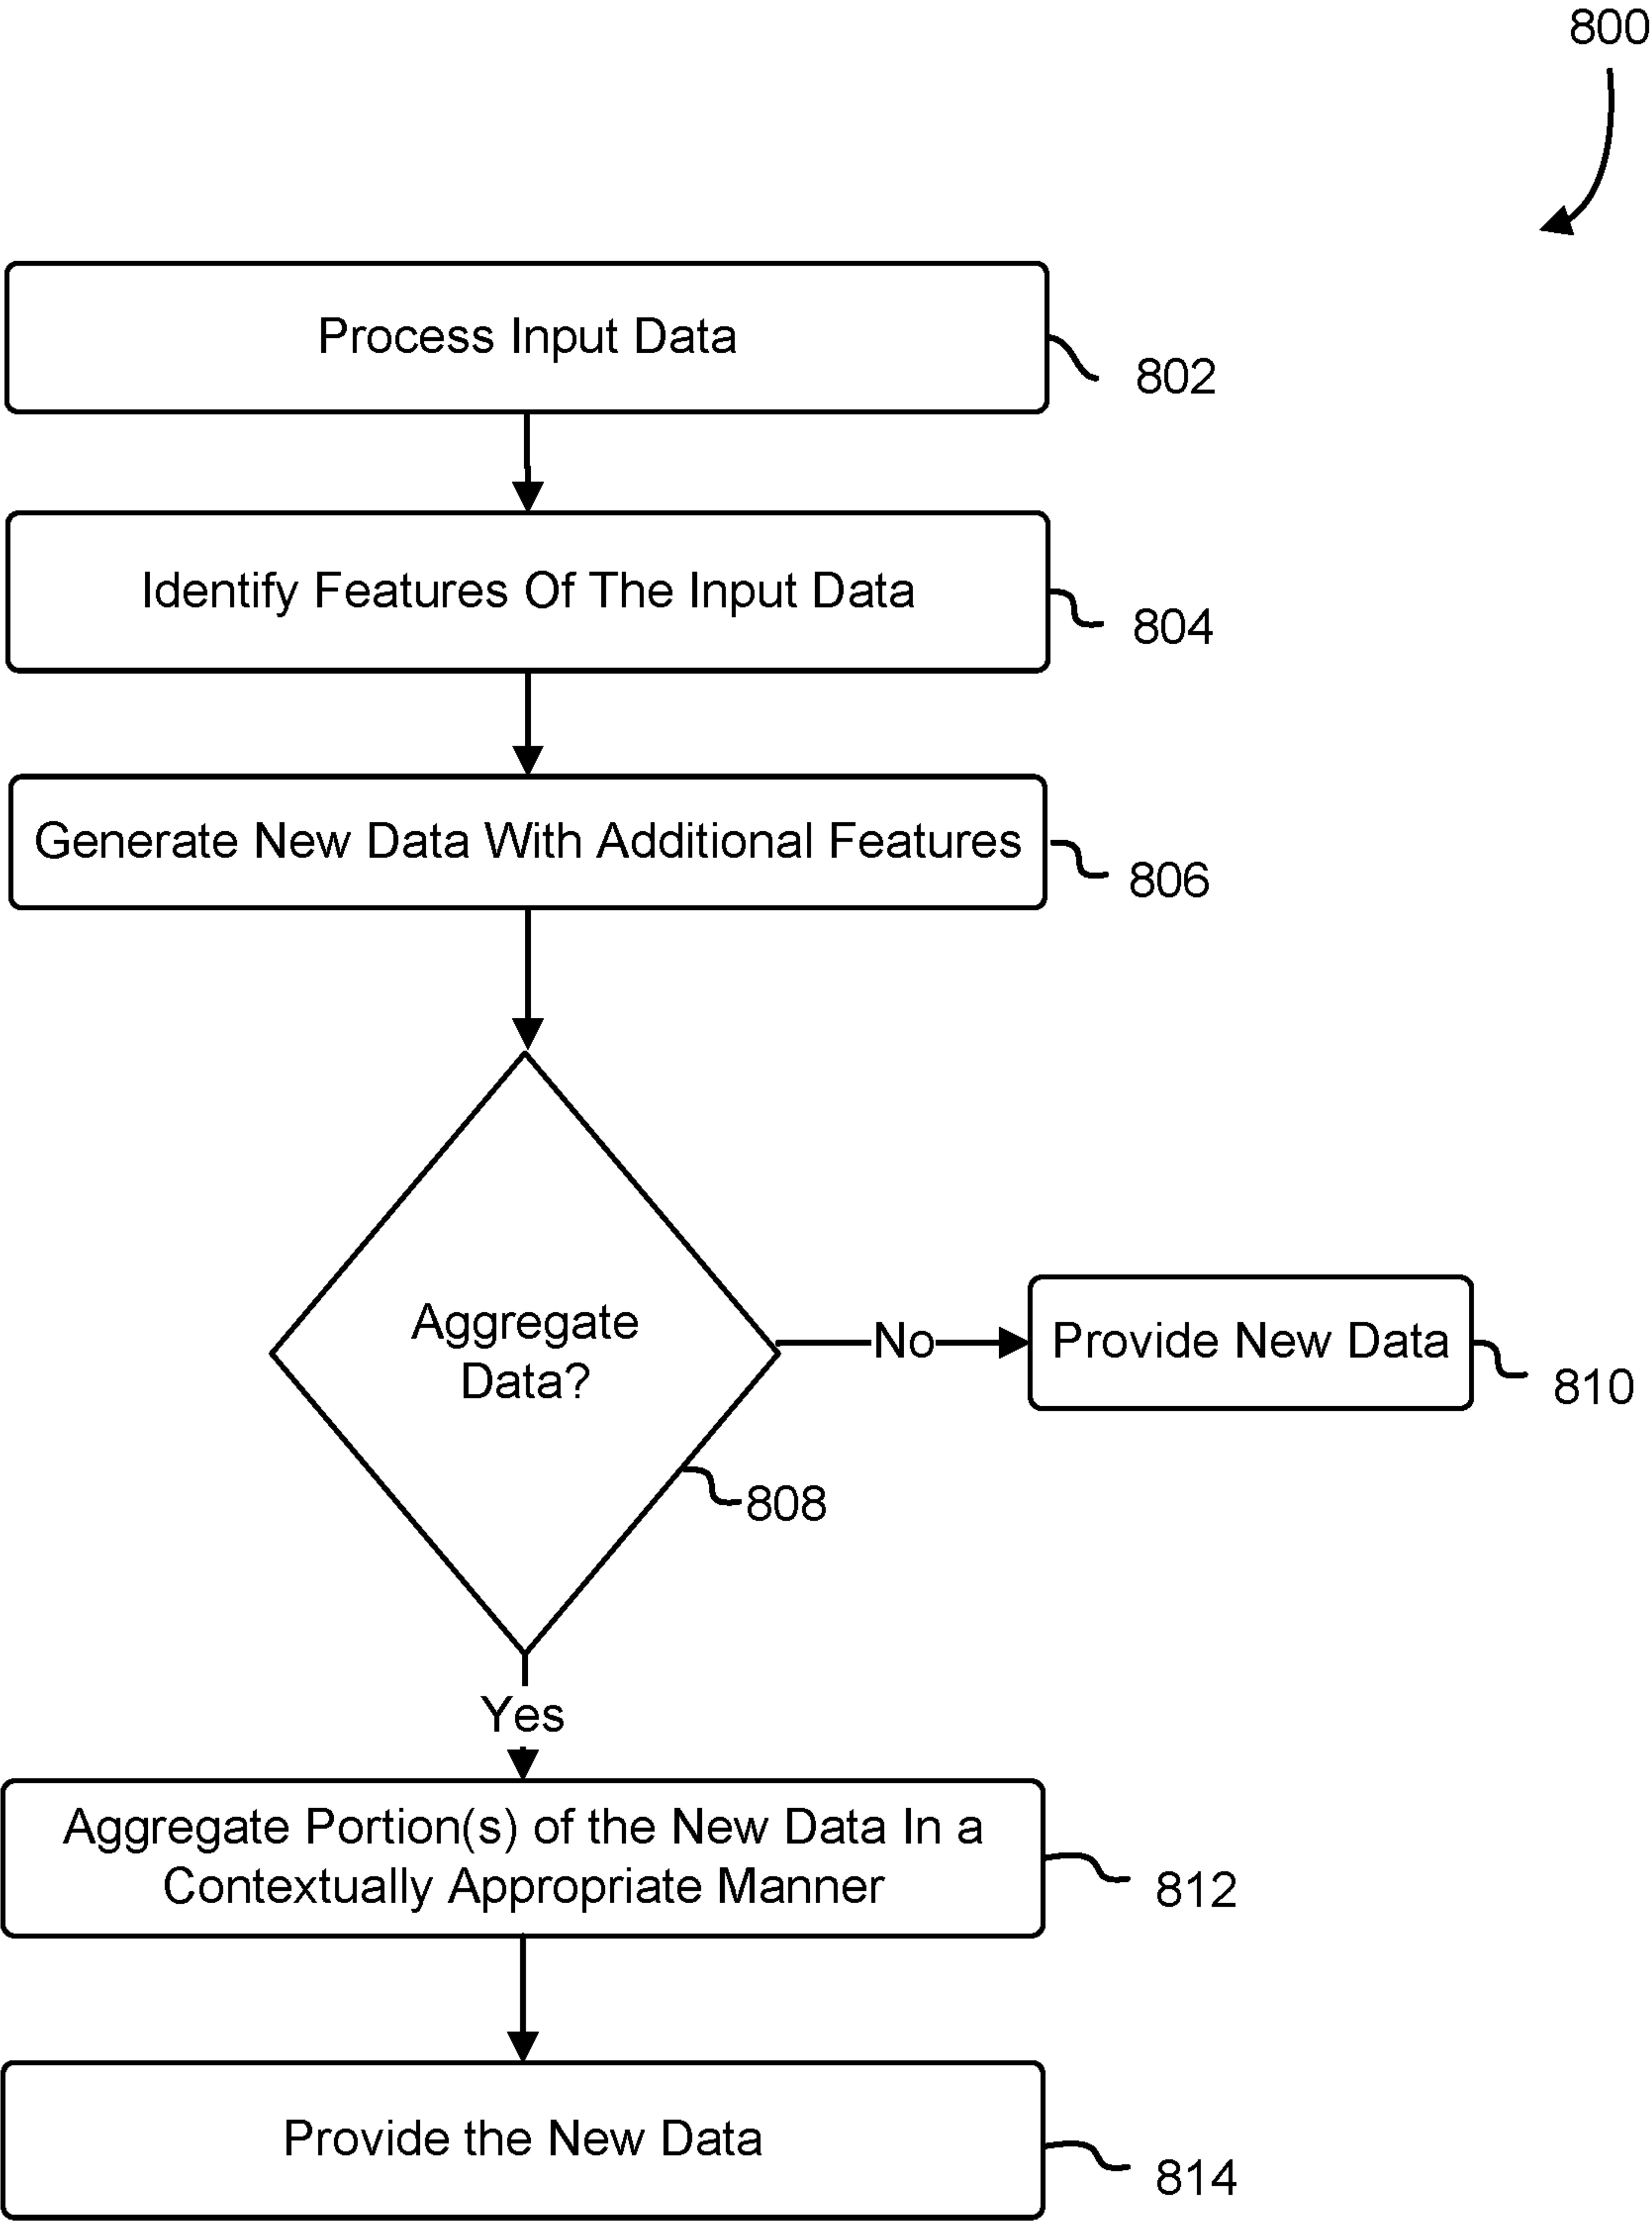 800
Process Input Data
802
Identify Features Of The Input Data
804
Generate New Data With Additional Features
806
Aggregate
Data?
No
Provide New Data
810
808
Yes
Aggregate Portion(s) of the New Data In a
Contextually Appropriate Manner
812
Provide the New Data
814